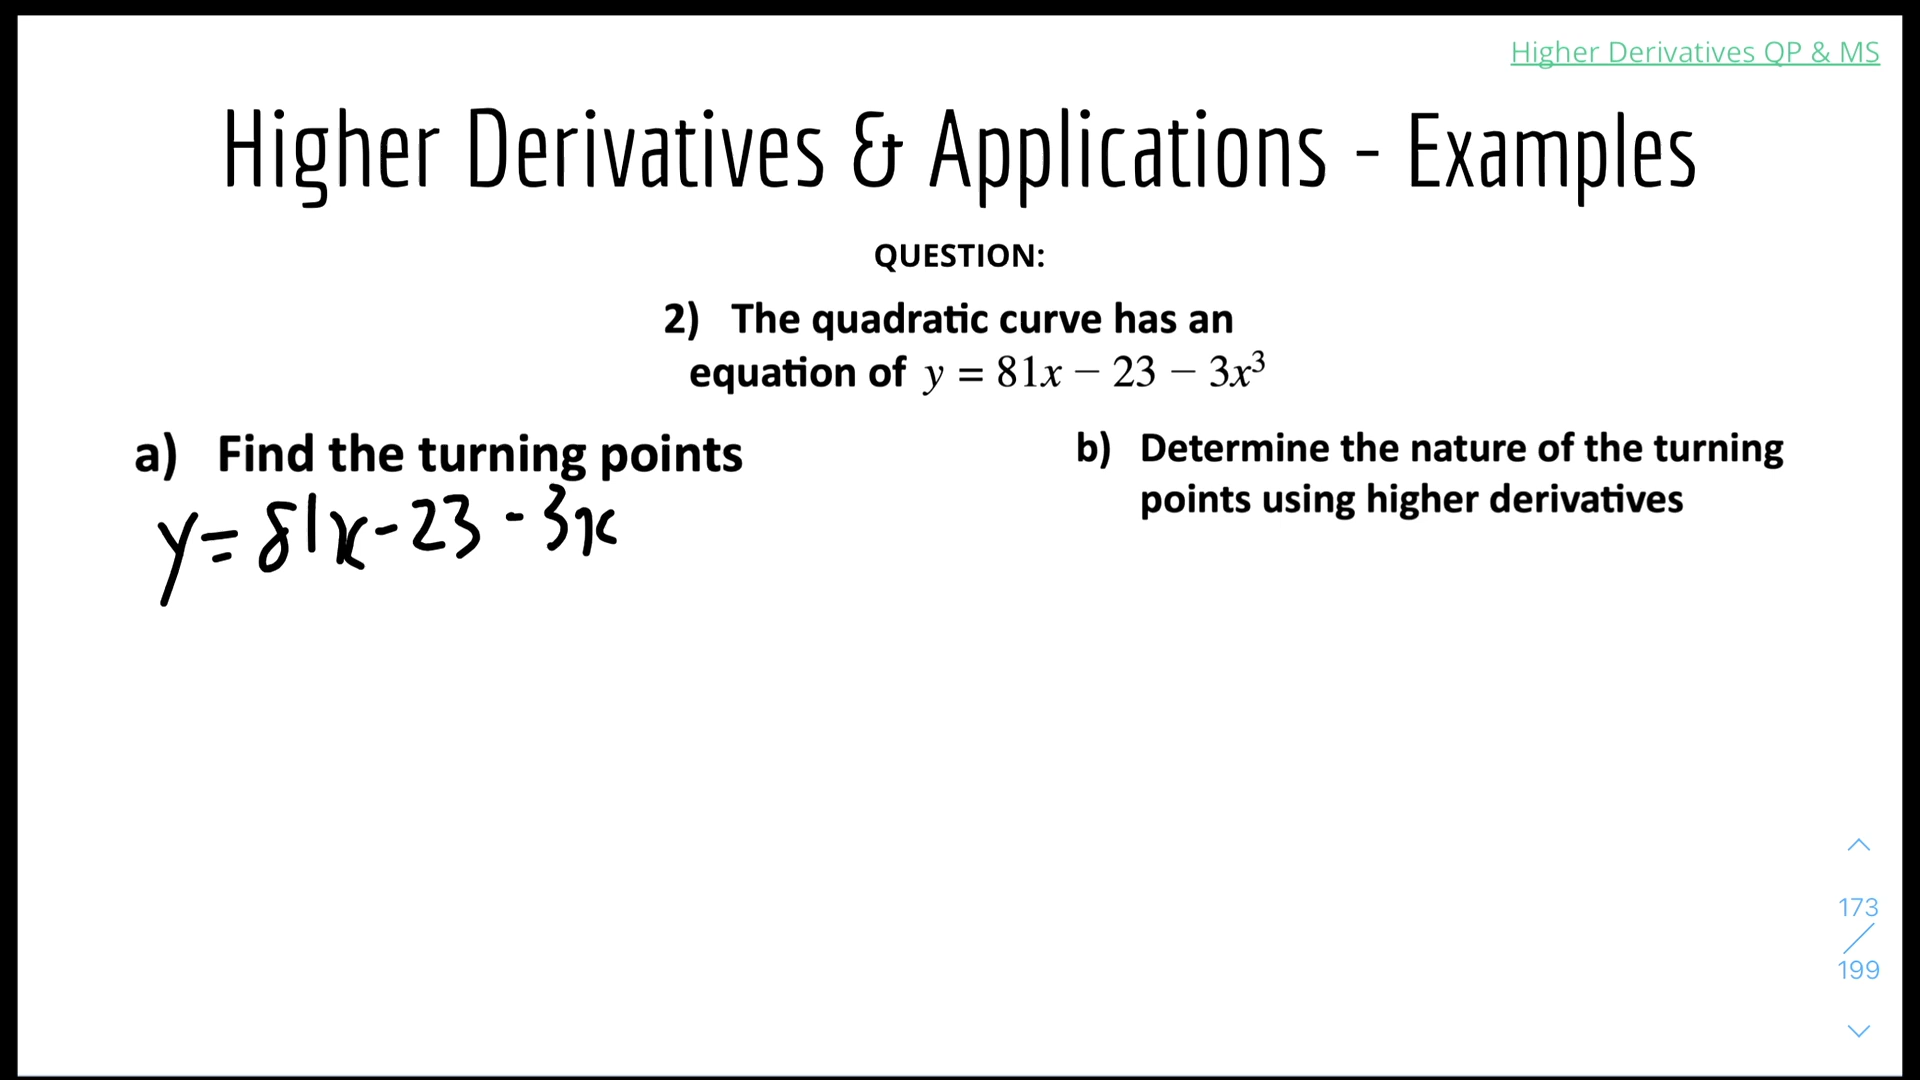 Higher Derivatives QP & MS
Higher Derivatives & Applications - Examples
QUESTION:
2) The quadratic curve has an
equation of y = 81x − 23 − 3x³
a) Find the turning points
y = 81x - 23 - 3x
b) Determine the nature of the turning
points using higher derivatives
173
/
199